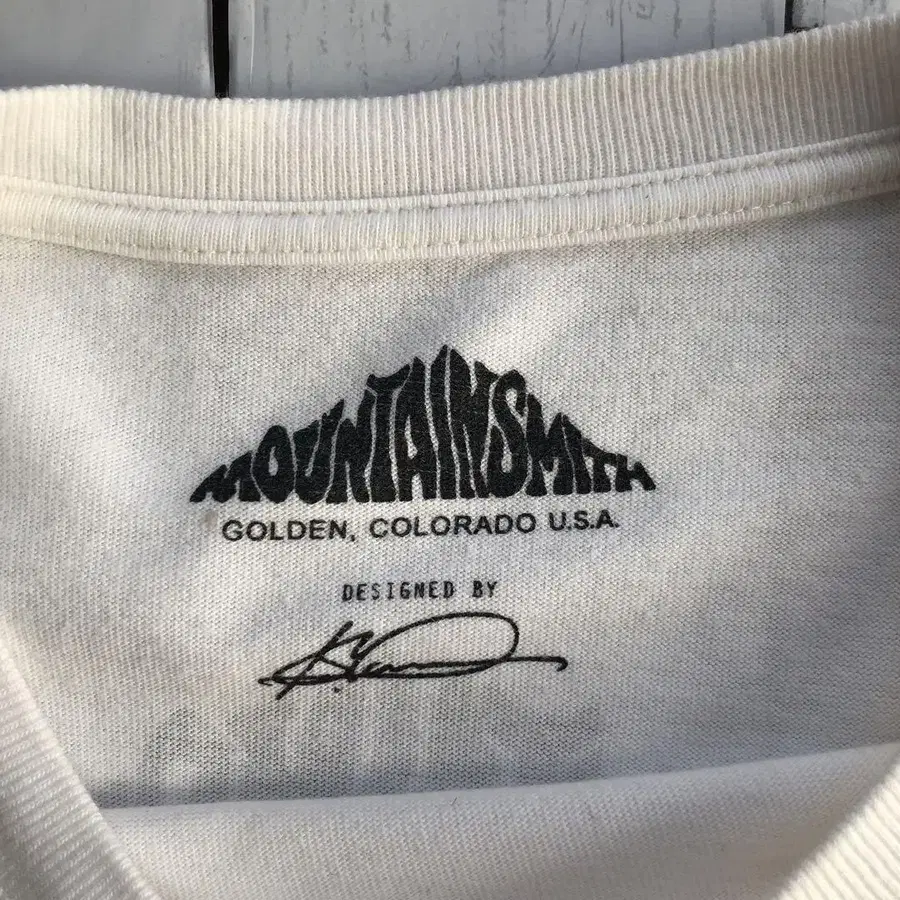 MOUNTAINSMITH
GOLDEN, COLORADO U.S.A.
DESIGNED BY